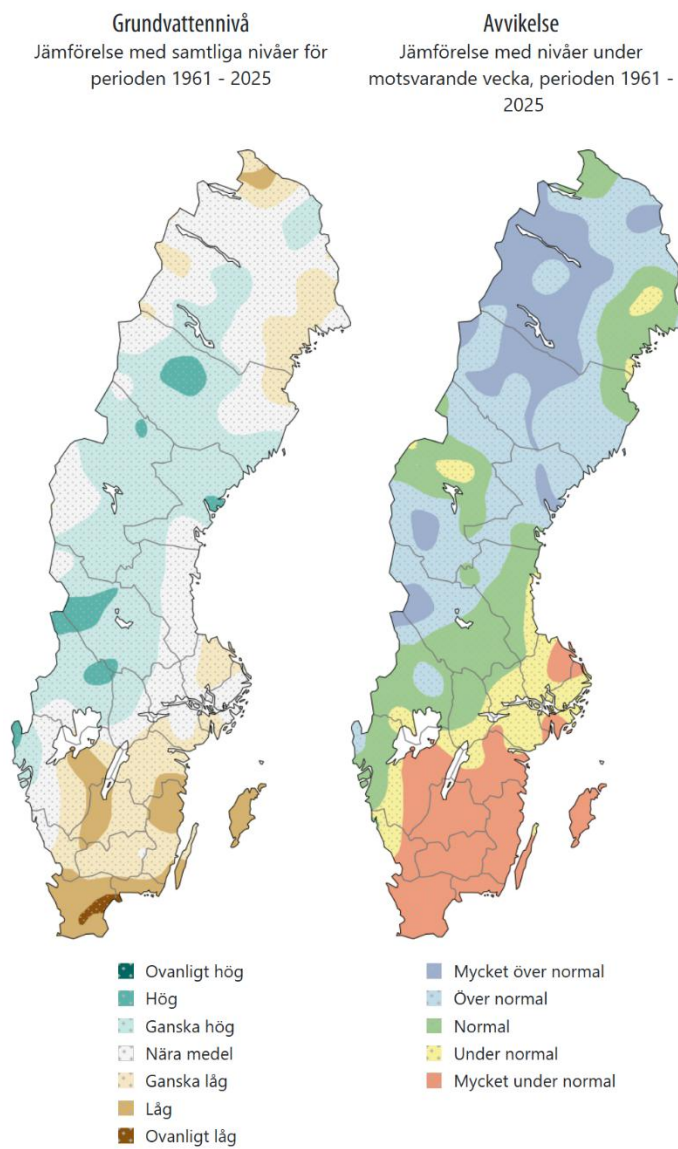 Grundvattennivå
Jämförelse med samtliga nivåer för
perioden 1961 - 2025
Avvikelse
Jämförelse med nivåer under
motsvarande vecka, perioden 1961 -
2025
Ovanligt hög
Hög
Ganska hög
Nära medel
Ganska låg
Låg
Ovanligt låg
Mycket över normal
Över normal
Normal
Under normal
Mycket under normal